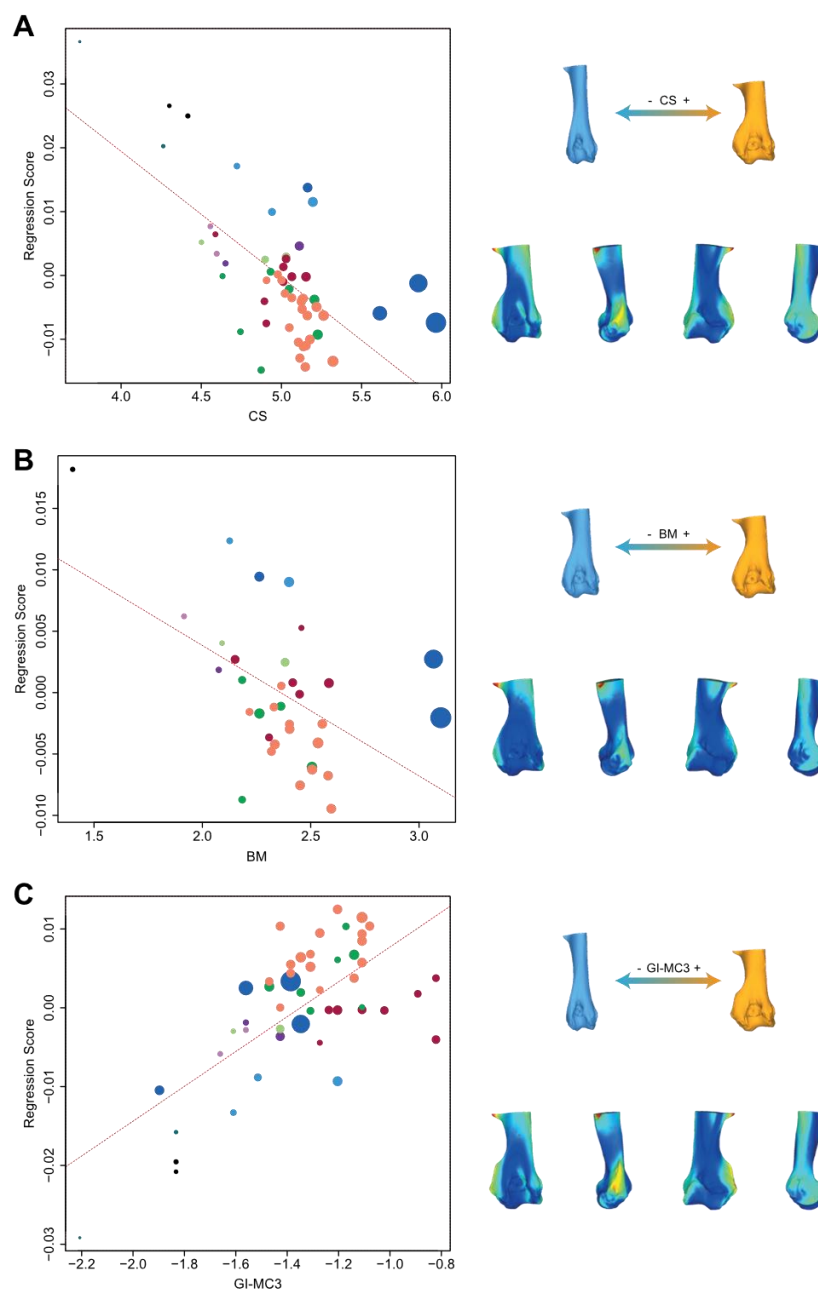 A
Regression Score
0.03
0.02
0.01
0.00
−0.01
4.0 4.5 5.0 5.5 6.0
CS
- CS +
B
Regression Score
0.015
0.010
0.005
0.000
−0.005
−0.010
1.5 2.0 2.5 3.0
BM
- BM +
C
Regression Score
0.01
0.00
−0.01
−0.02
−0.03
−2.2 −2.0 −1.8 −1.6 −1.4 −1.2 −1.0 −0.8
GI-MC3
- GI-MC3 +